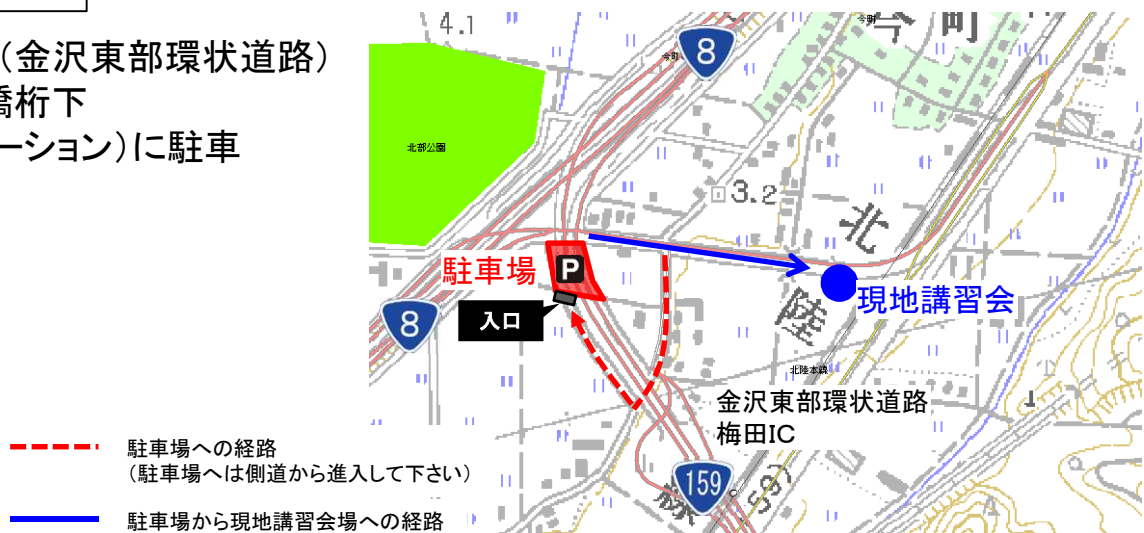 (金沢東部環状道路)
橋桁下
ーション)に駐車
4.1
今町
8
今町
北部公園
3.2
北
陸
駐車場
P
入口
8
現地講習会
北陸本線
金沢東部環状道路
梅田IC
159
駐車場への経路
(駐車場へは側道から進入して下さい)
駐車場から現地講習会場への経路